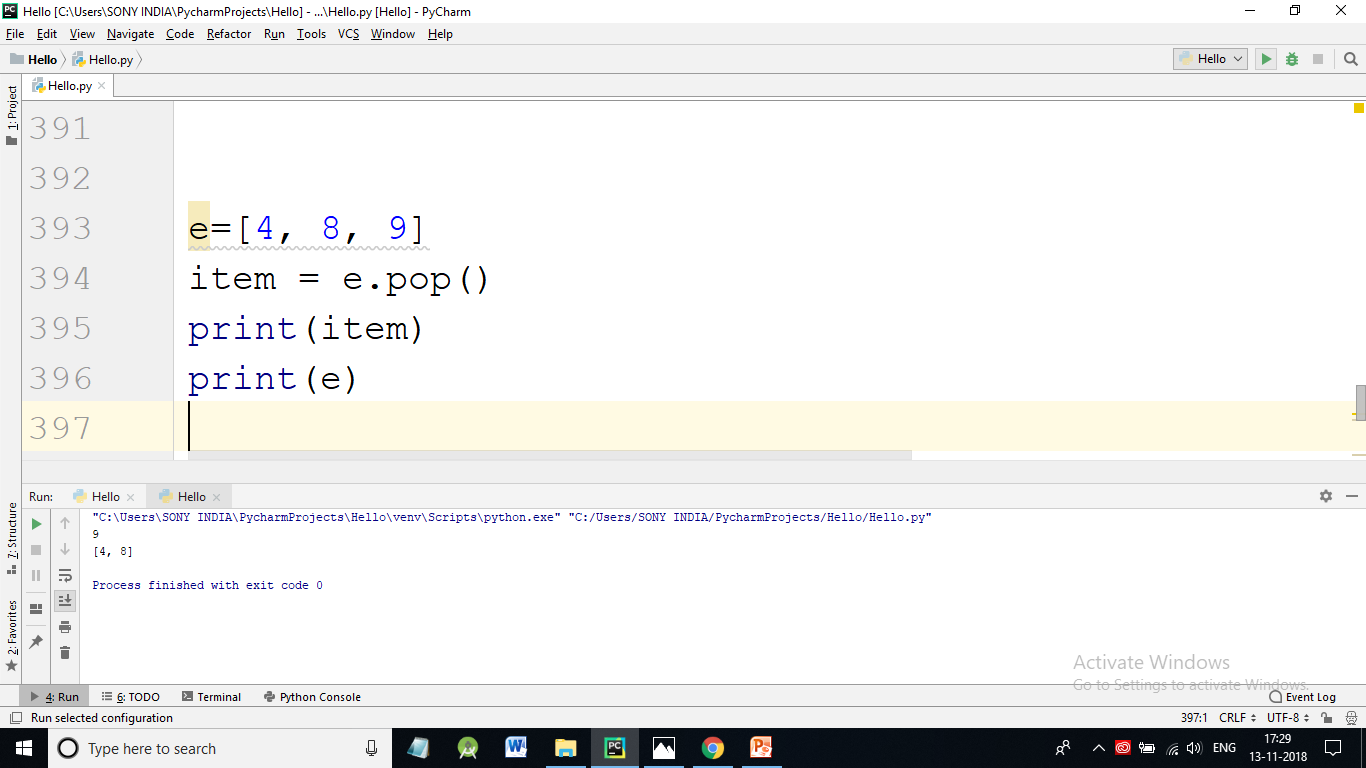 PC Hello [C:\Users\SONY INDIA\PycharmProjects\Hello] - ...\Hello.py [Hello] - PyCharm
File Edit View Navigate Code Refactor Run Tools VCS Window Help
Hello Hello.py Hello
1: Project
Hello.py
391
392
393 e=[4, 8, 9]
394 item = e.pop()
395 print(item)
396 print(e)
397
Run: Hello Hello
7: Structure
2: Favorites
"C:\Users\SONY INDIA\PycharmProjects\Hello\venv\Scripts\python.exe" "C:/Users/SONY INDIA/PycharmProjects/Hello/Hello.py"
9
[4, 8]
Process finished with exit code 0
Activate Windows
Go to Settings to activate Windows.
4: Run 6: TODO Terminal Python Console Event Log
Run selected configuration 397:1 CRLF UTF-8
Type here to search W PC P ENG 17:29
13-11-2018